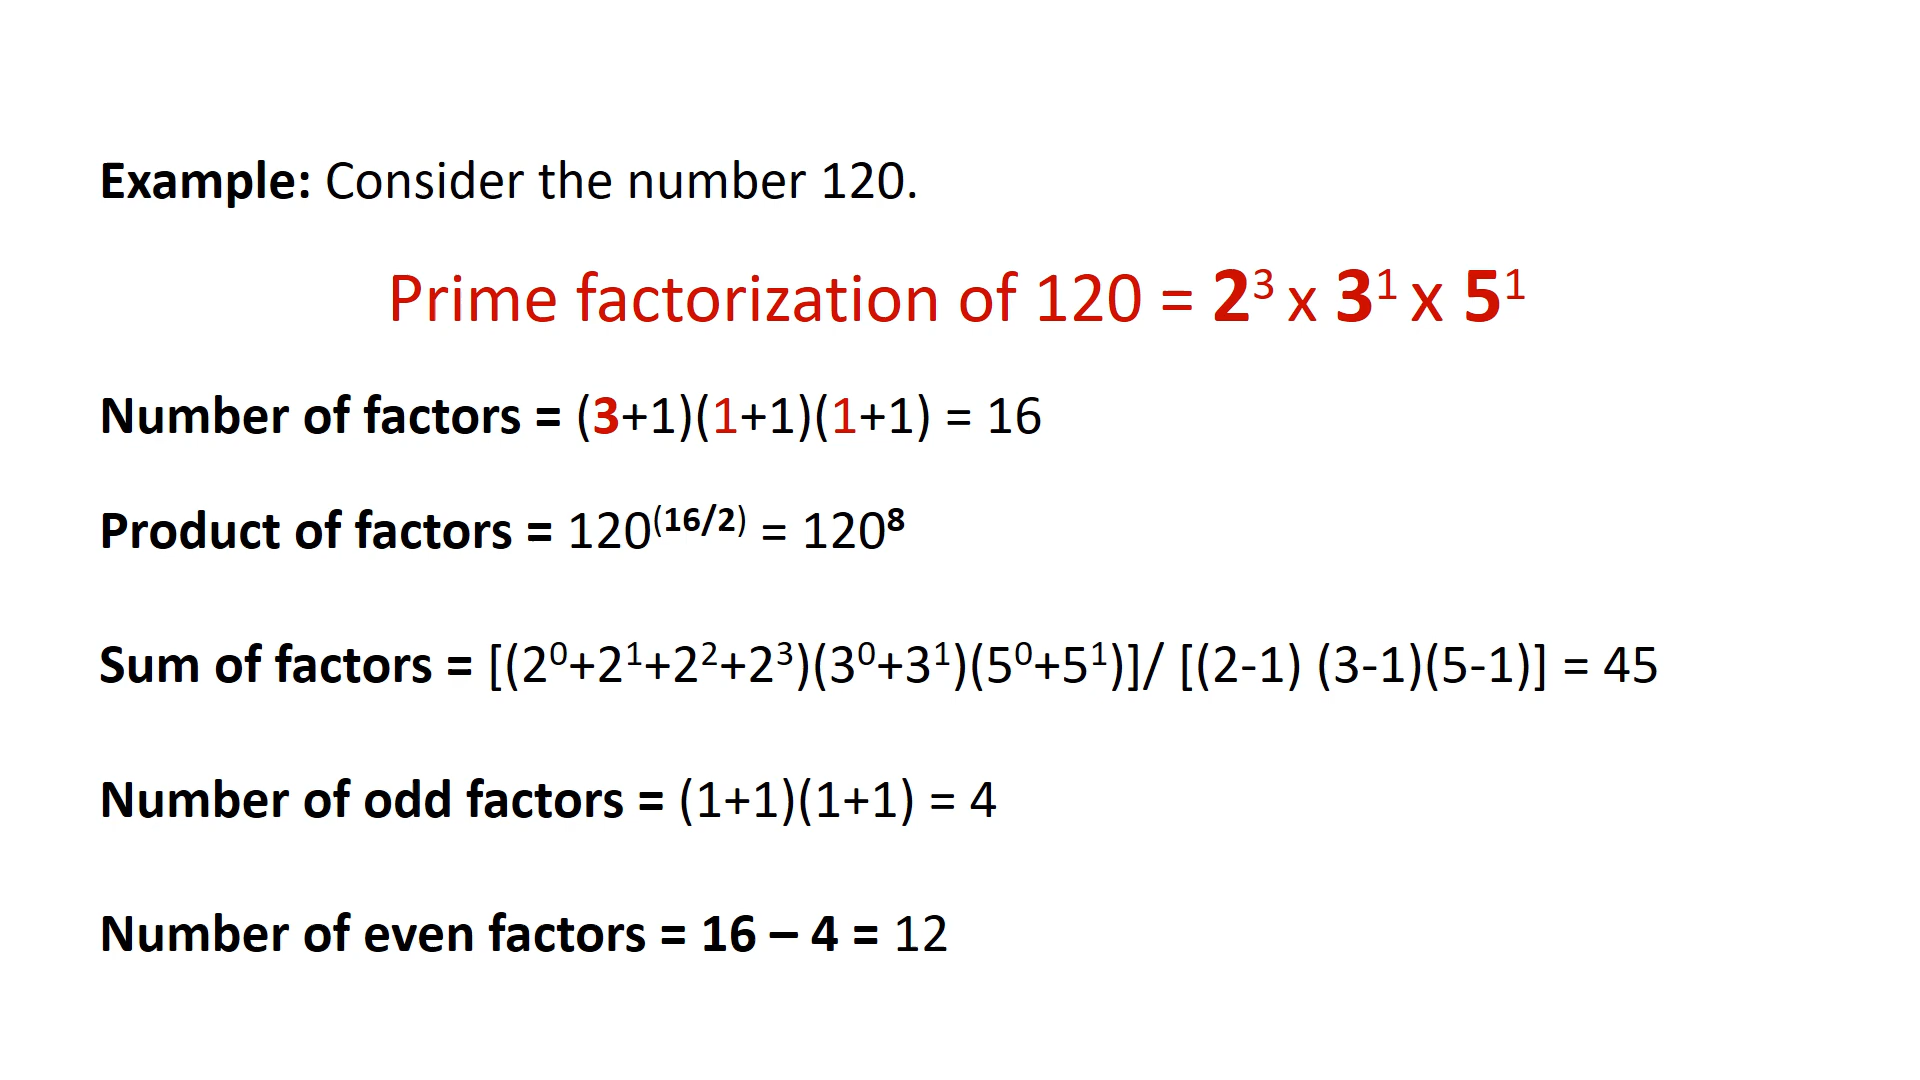 Example: Consider the number 120.
Prime factorization of 120 = 2³ x 3¹ x 5¹
Number of factors = (3+1)(1+1)(1+1) = 16
Product of factors = 120⁽¹⁶ᐟ²⁾ = 120⁸
Sum of factors = [(2⁰+2¹+2²+2³)(3⁰+3¹)(5⁰+5¹)]/ [(2-1) (3-1)(5-1)] = 45
Number of odd factors = (1+1)(1+1) = 4
Number of even factors = 16 – 4 = 12